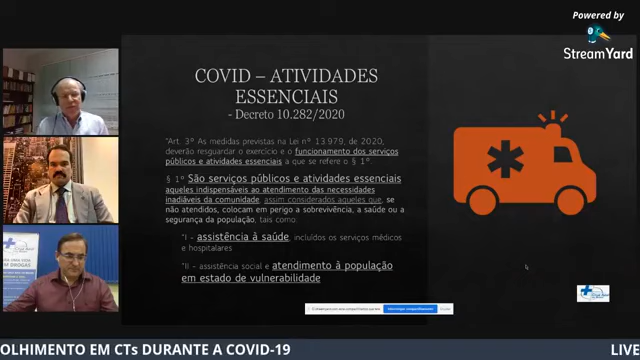 Powered by
StreamYard
COVID – ATIVIDADES
ESSENCIAIS
- Decreto 10.282/2020
"Art. 3º As medidas previstas na Lei nº 13.979, de 2020,
deverão resguardar o exercício e o funcionamento dos serviços
públicos e atividades essenciais a que se refere o § 1º.
§ 1º São serviços públicos e atividades essenciais
aqueles indispensáveis ao atendimento das necessidades
inadiáveis da comunidade, assim considerados aqueles que, se
não atendidos, colocam em perigo a sobrevivência, a saúde ou a
segurança da população, tais como:
"I - assistência à saúde, incluídos os serviços médicos
e hospitalares
"II - assistência social e atendimento à população
em estado de vulnerabilidade
DROGAS
OLHIMENTO EM CTs DURANTE A COVID-19
LIVE